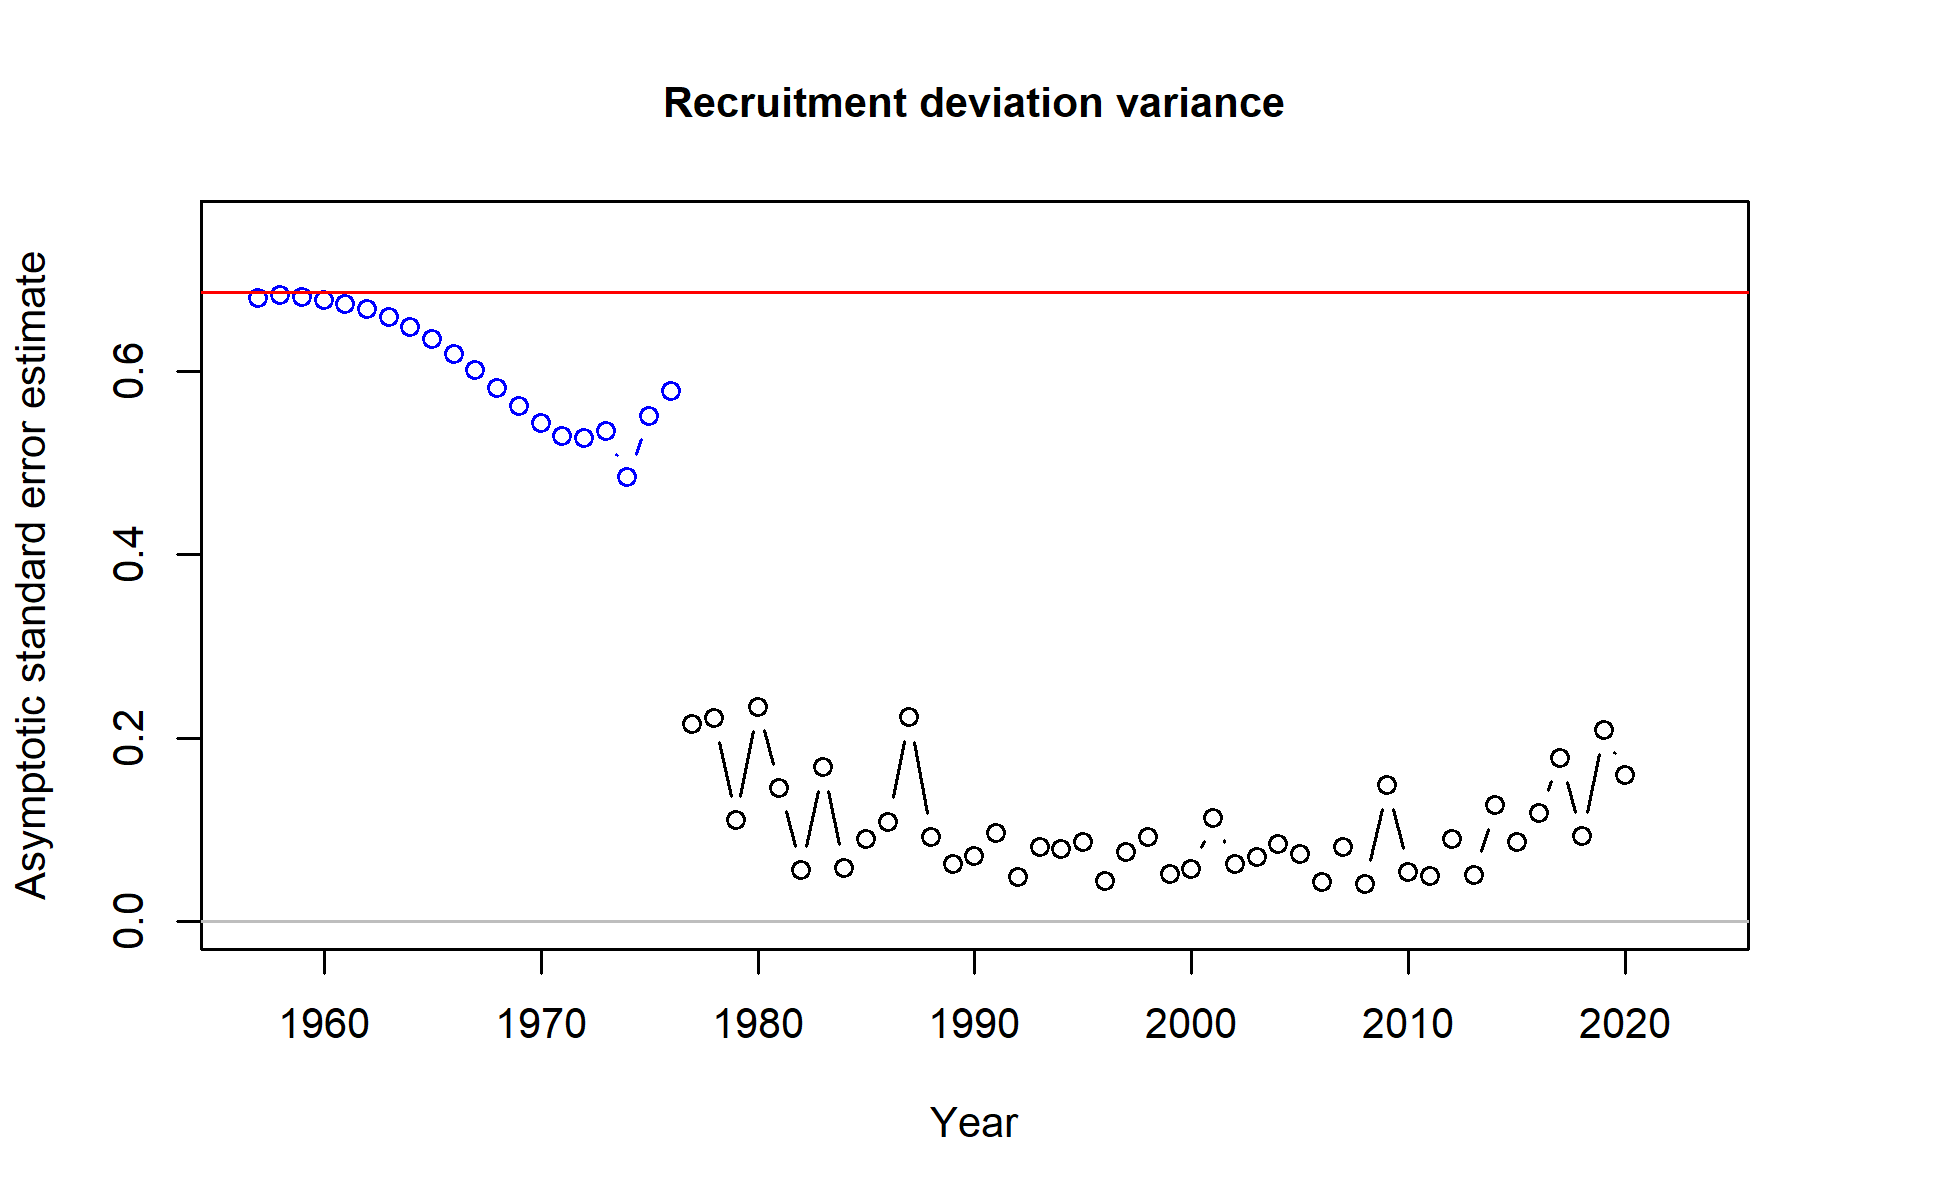 Recruitment deviation variance
Asymptotic standard error estimate
0.6
0.4
0.2
0.0
1960 1970 1980 1990 2000 2010 2020
Year